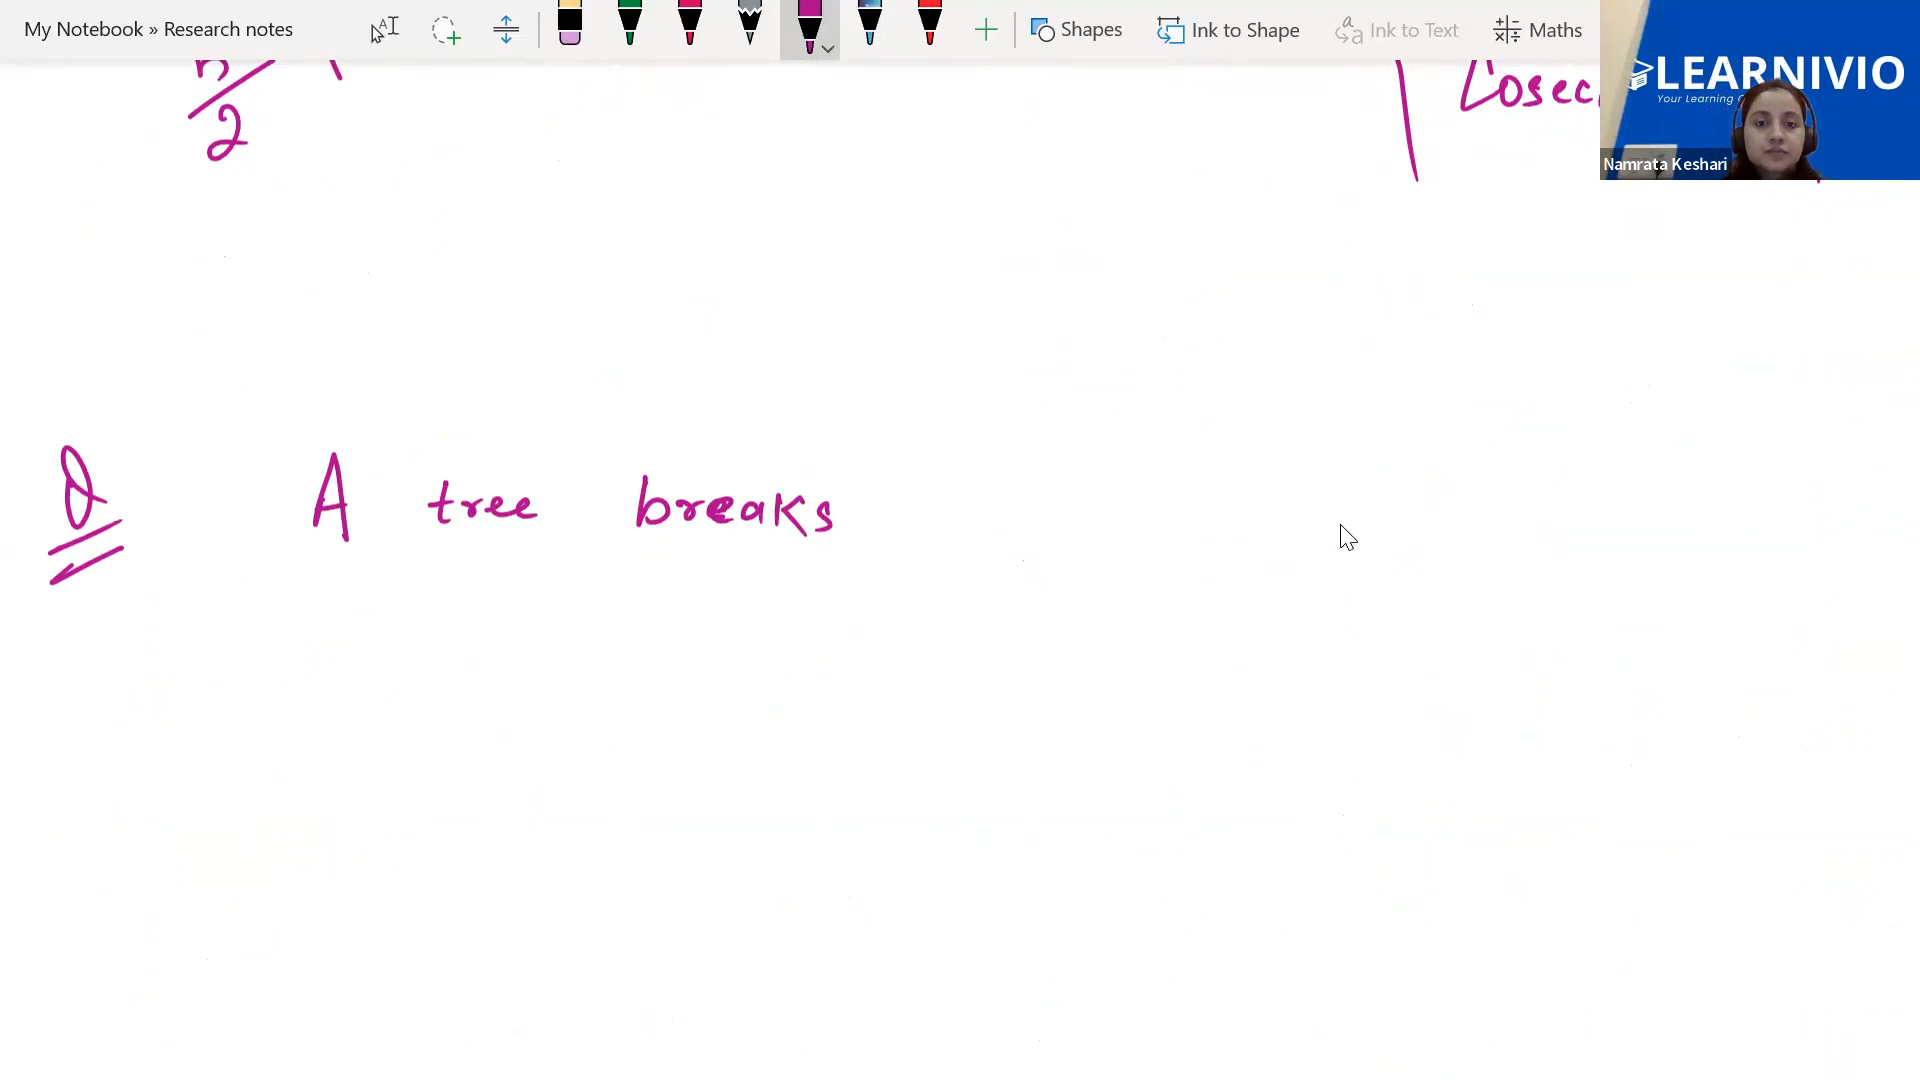 My Notebook » Research notes
Shapes
Ink to Shape
Ink to Text
Maths
LEARNIVIO
Your Learning
Namrata Keshari
2
Cosec
Q A tree breaks